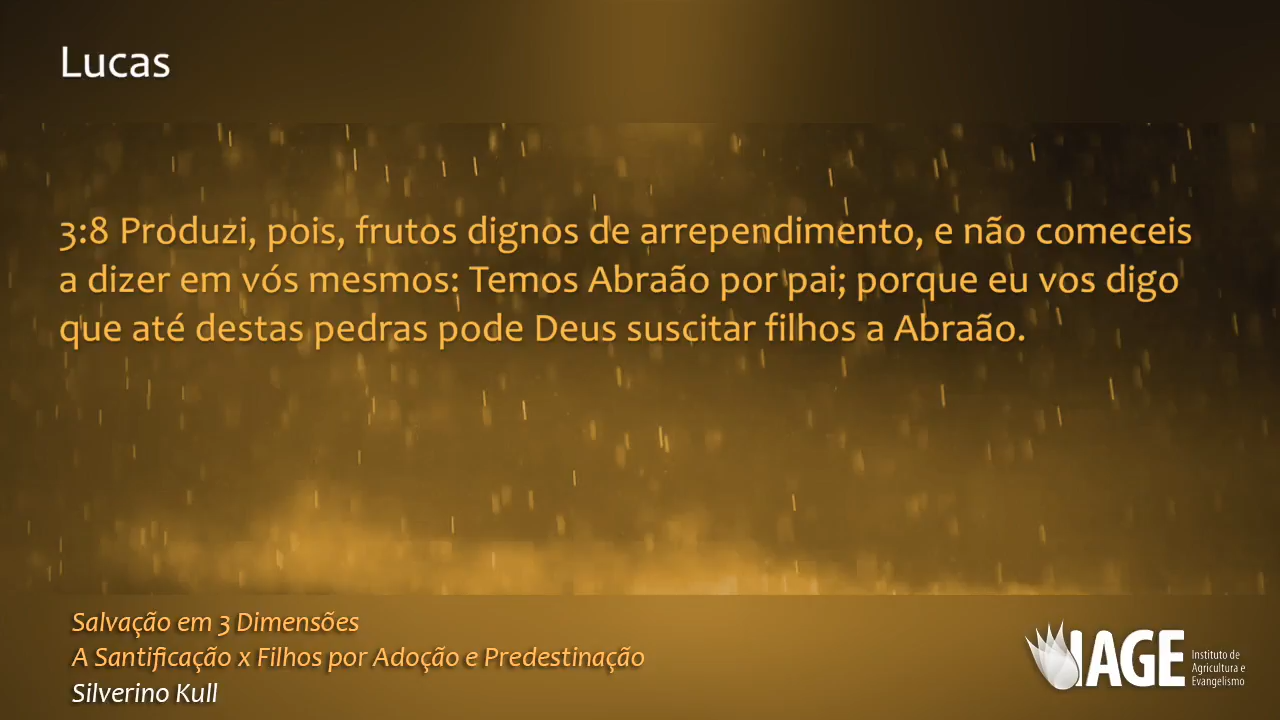 Lucas
3:8 Produzi, pois, frutos dignos de arrependimento, e não comeceis
a dizer em vós mesmos: Temos Abraão por pai; porque eu vos digo
que até destas pedras pode Deus suscitar filhos a Abraão.
Salvação em 3 Dimensões
A Santificação x Filhos por Adoção e Predestinação
Silverino Kull
IAGE
Instituto de
Agricultura e
Evangelismo